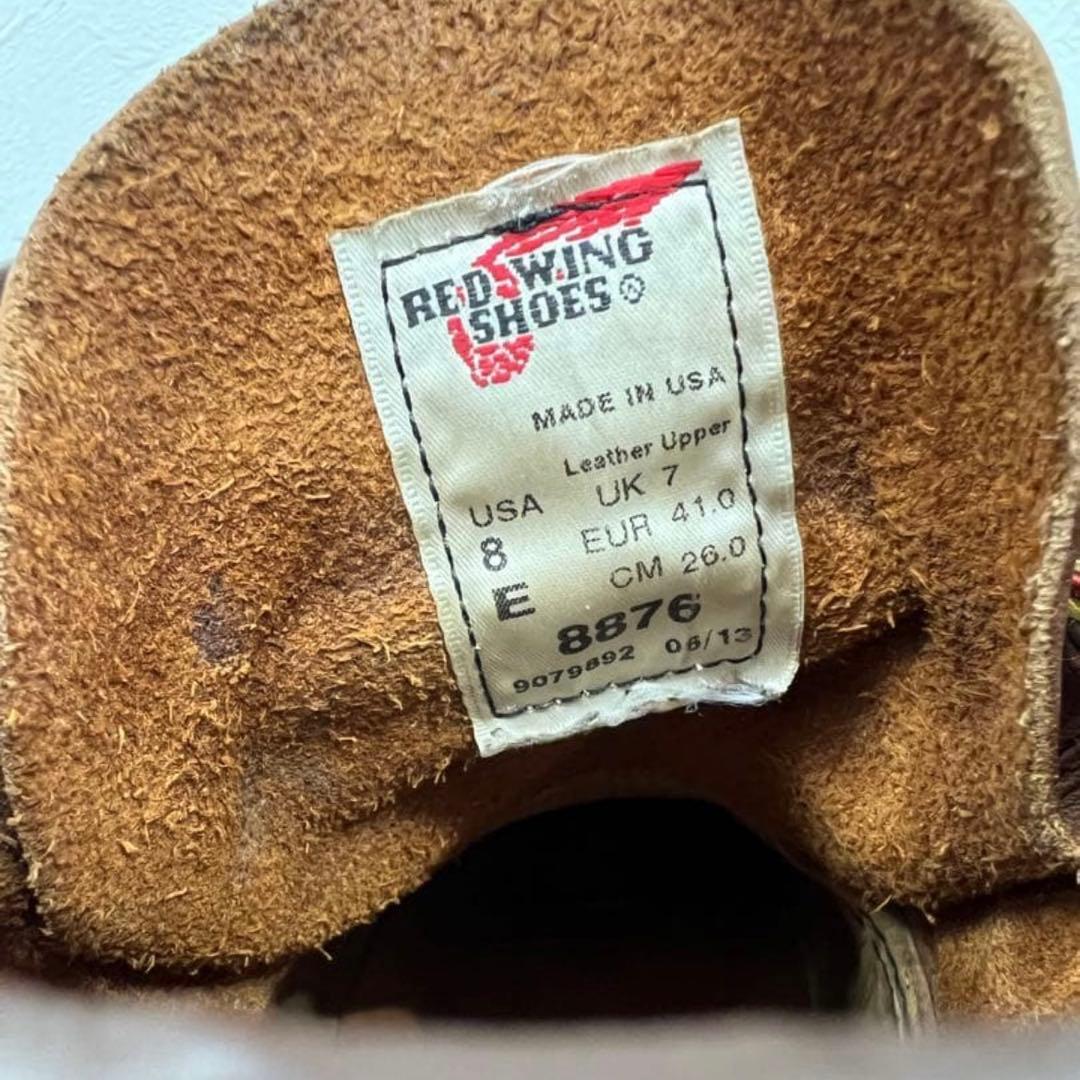 RED WING
SHOES®
MADE IN USA
Leather Upper
USA UK 7
8 EUR 41.0
E CM 26.0
8876
9079892 06/13